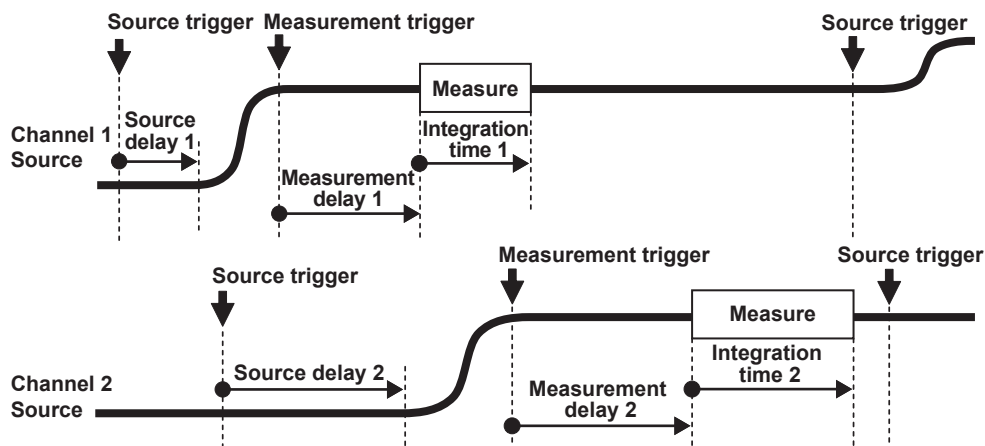 Source trigger
Measurement trigger
Source trigger
Measure
Channel 1
Source
Source
delay 1
Integration
time 1
Measurement
delay 1
Source trigger
Measurement trigger
Source trigger
Measure
Channel 2
Source
Source delay 2
Integration
time 2
Measurement
delay 2